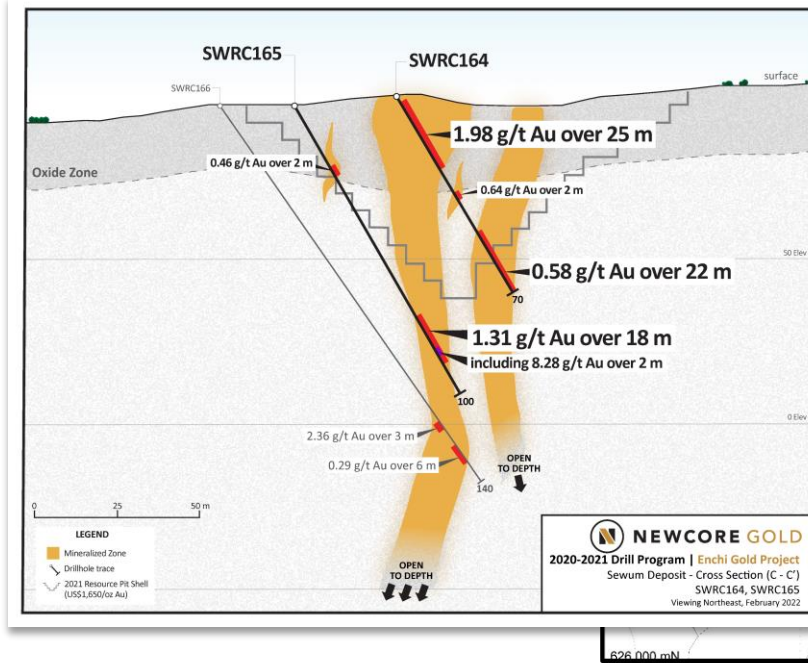 SWRC165
SWRC164
SWRC166
surface
1.98 g/t Au over 25 m
0.46 g/t Au over 2 m
Oxide Zone
0.64 g/t Au over 2 m
50 Elev
0.58 g/t Au over 22 m
70
1.31 g/t Au over 18 m
including 8.28 g/t Au over 2 m
100
0 Elev
2.36 g/t Au over 3 m
0.29 g/t Au over 6 m
OPEN
TO DEPTH
140
0 25 50 m
LEGEND
Mineralized Zone
Drillhole trace
2021 Resource Pit Shell
(US$1,650/oz Au)
OPEN
TO DEPTH
N NEWCORE GOLD
2020-2021 Drill Program | Enchi Gold Project
Sewum Deposit - Cross Section (C - C')
SWRC164, SWRC165
Viewing Northeast, February 2022
626,000 mN